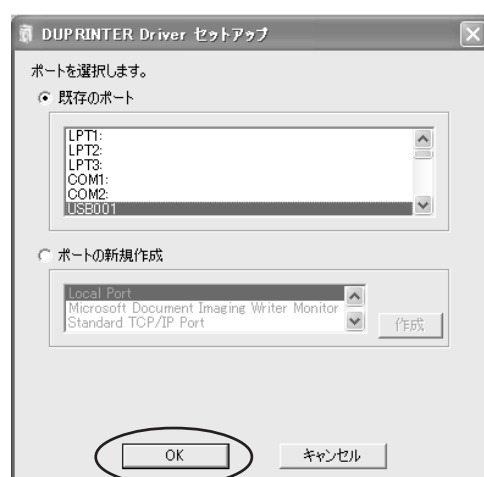 DUPRINTER Driver セットアップ
ポートを選択します。
既存のポート
LPT1:
LPT2:
LPT3:
COM1:
COM2:
USB001
ポートの新規作成
Local Port
Microsoft Document Imaging Writer Monitor
Standard TCP/IP Port
作成
OK
キャンセル